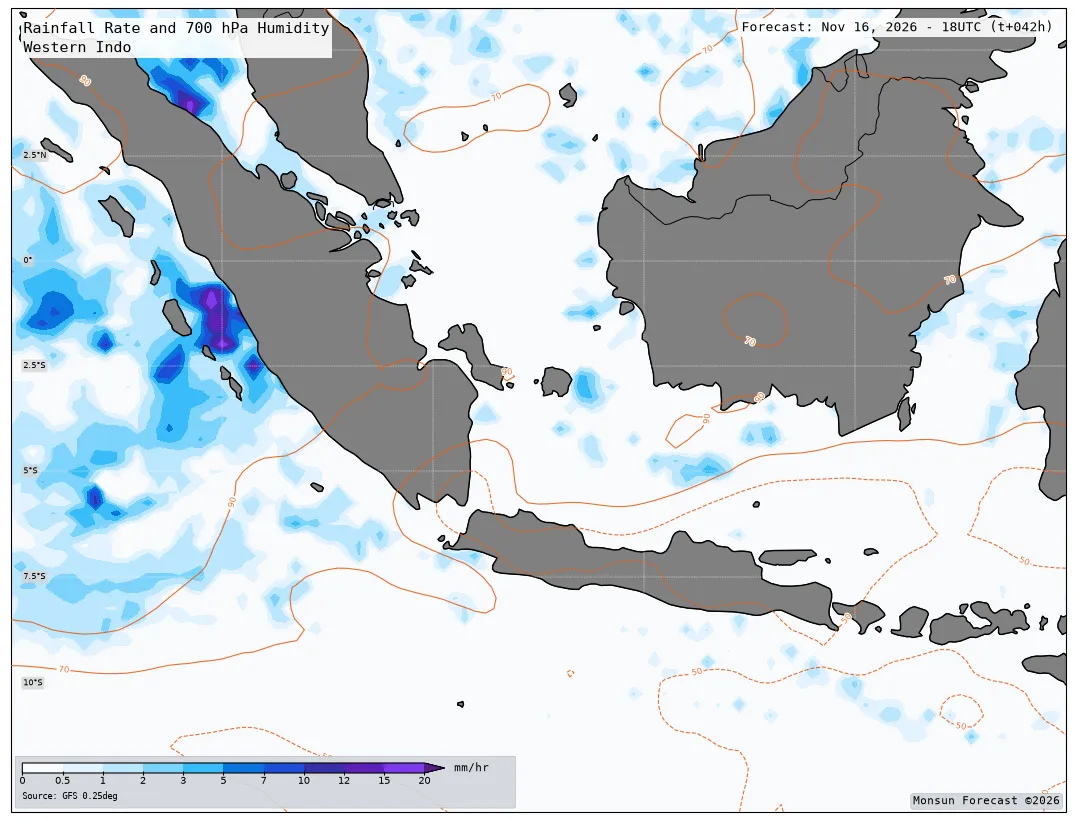 Rainfall Rate and 700 hPa Humidity
Western Indo
Forecast: Nov 16, 2026 - 18UTC (t+042h)
70
90
70
2.5°N
0°
70
70
2.5°S
90
90
90
5°S
90
50
7.5°S
50
70
50
10°S
50
0 0.5 1 2 3 5 7 10 12 15 20 mm/hr
Source: GFS 0.25deg
Monsun Forecast ©2026